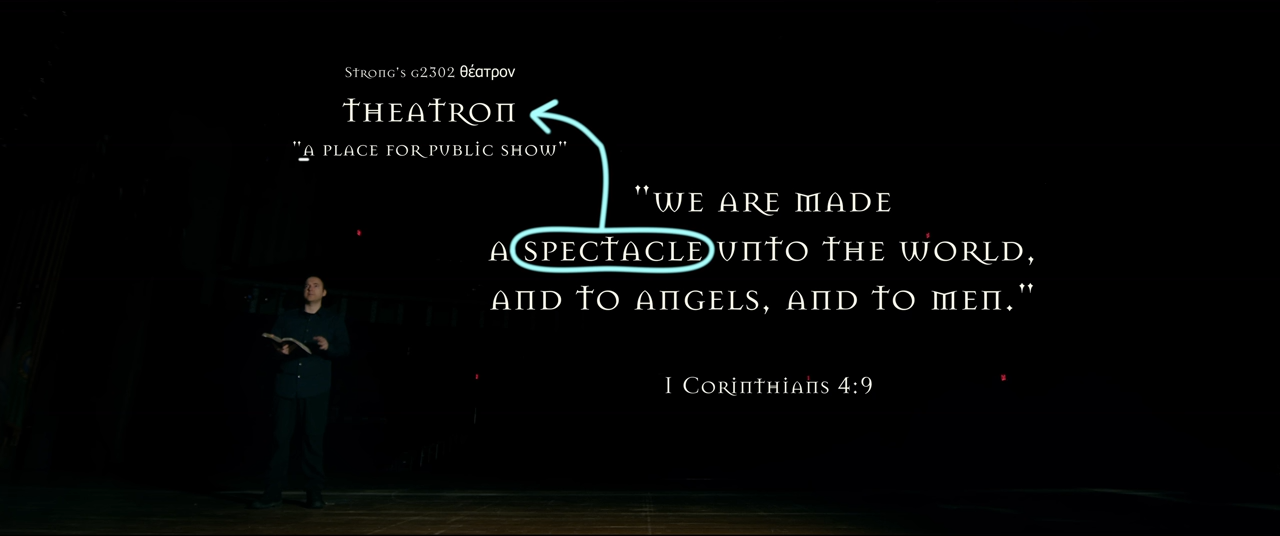 Strong's g2302 θέατρον
THEATRON
"A PLACE FOR PUBLIC SHOW"
"WE ARE MADE
A SPECTACLE UNTO THE WORLD,
AND TO ANGELS, AND TO MEN."
I Corinthians 4:9